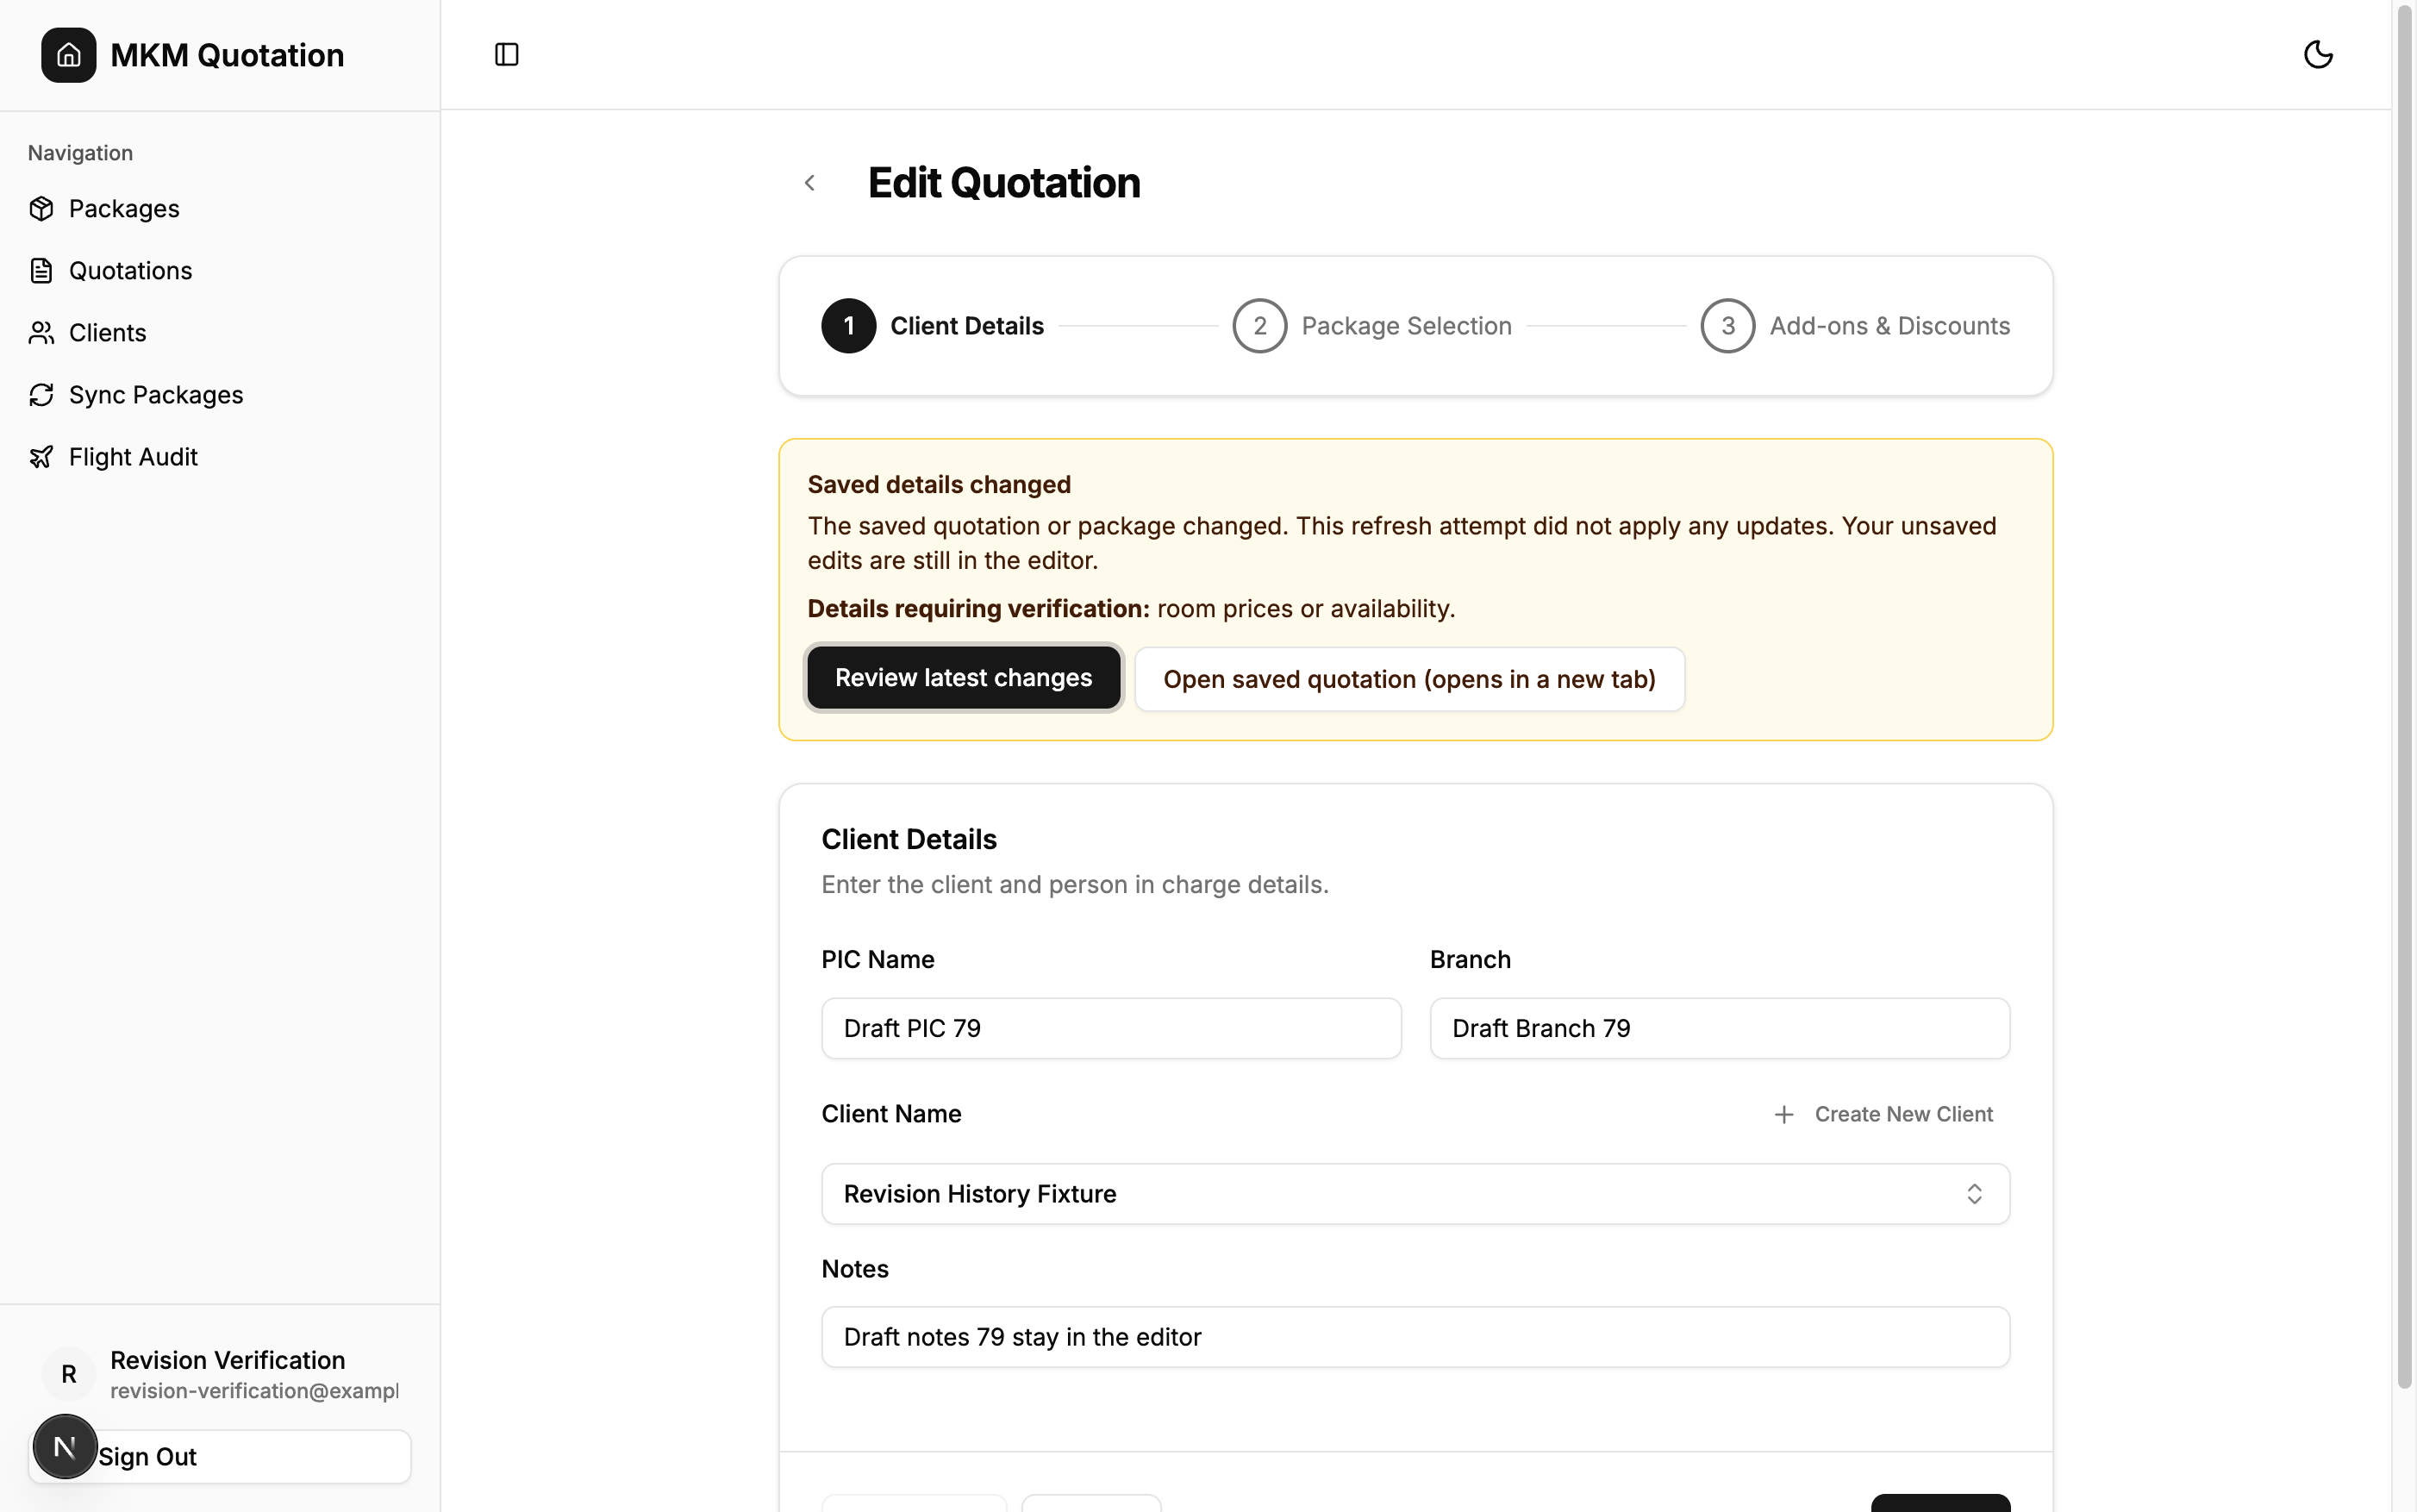 MKM Quotation
Navigation
Packages
Quotations
Clients
Sync Packages
Flight Audit
Revision Verification
R
revision-verification@exampl
N
Sign Out
Edit Quotation
1 Client Details
2 Package Selection
3 Add-ons & Discounts
Saved details changed
The saved quotation or package changed. This refresh attempt did not apply any updates. Your unsaved
edits are still in the editor.
Details requiring verification: room prices or availability.
Review latest changes
Open saved quotation (opens in a new tab)
Client Details
Enter the client and person in charge details.
PIC Name
Branch
Draft PIC 79
Draft Branch 79
Client Name
Create New Client
Revision History Fixture
Notes
Draft notes 79 stay in the editor